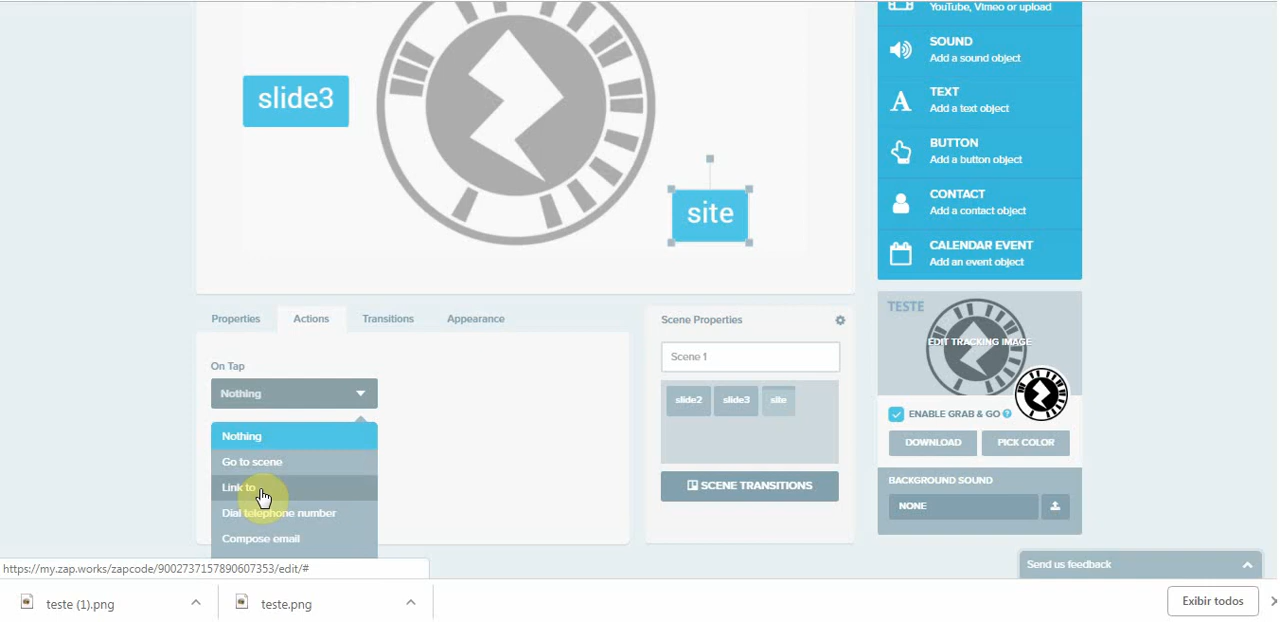 YouTube, Vimeo or upload
SOUND
Add a sound object
TEXT
Add a text object
BUTTON
Add a button object
CONTACT
Add a contact object
CALENDAR EVENT
Add an event object
slide3
site
Properties
Actions
Transitions
Appearance
On Tap
Nothing
Nothing
Go to scene
Link to
Dial telephone number
Compose email
Scene Properties
Scene 1
slide2
slide3
site
SCENE TRANSITIONS
TESTE
EDIT TRACKING IMAGE
ENABLE GRAB & GO
DOWNLOAD
PICK COLOR
BACKGROUND SOUND
NONE
Send us feedback
https://my.zap.works/zapcode/9002737157890607353/edit/#
teste (1).png
teste.png
Exibir todos